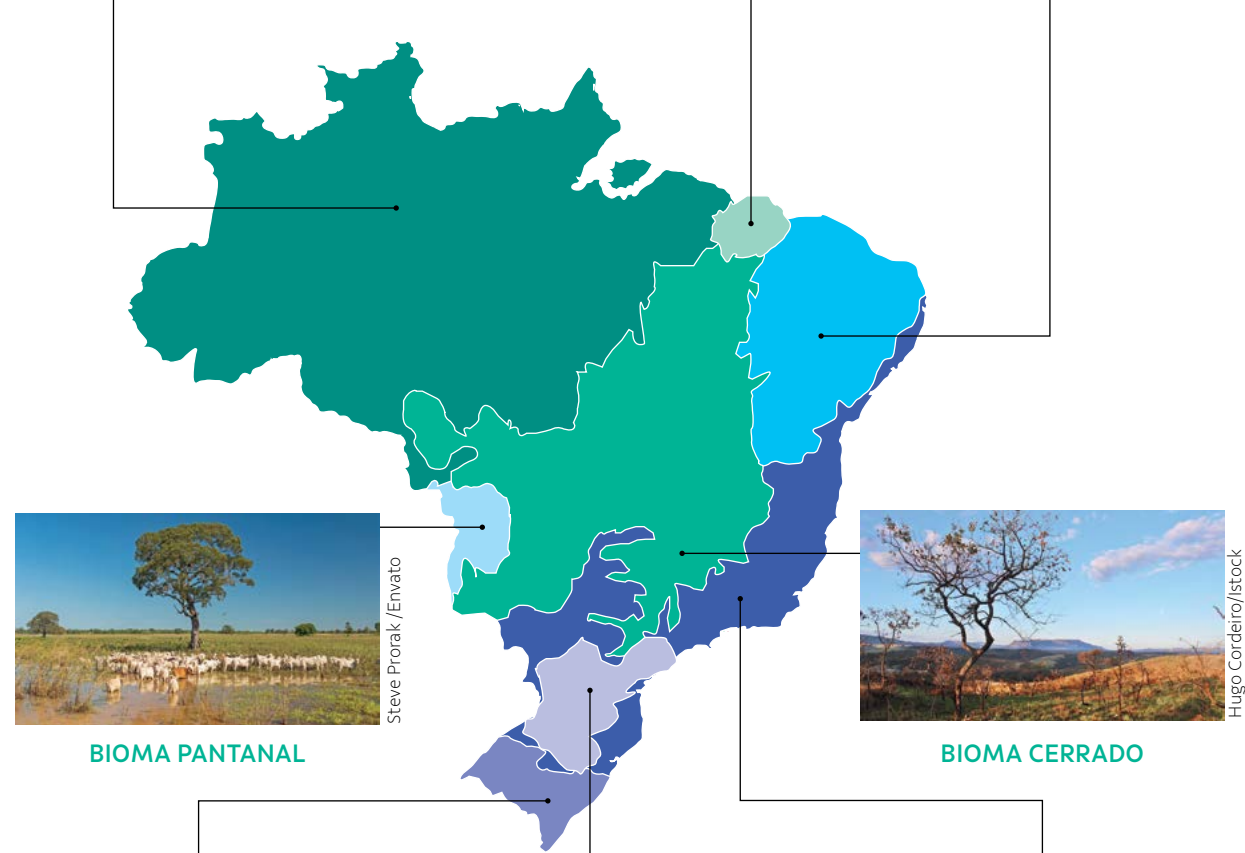 Steve Prorak /Envato
BIOMA PANTANAL
Hugo Cordeiro/Istock
BIOMA CERRADO